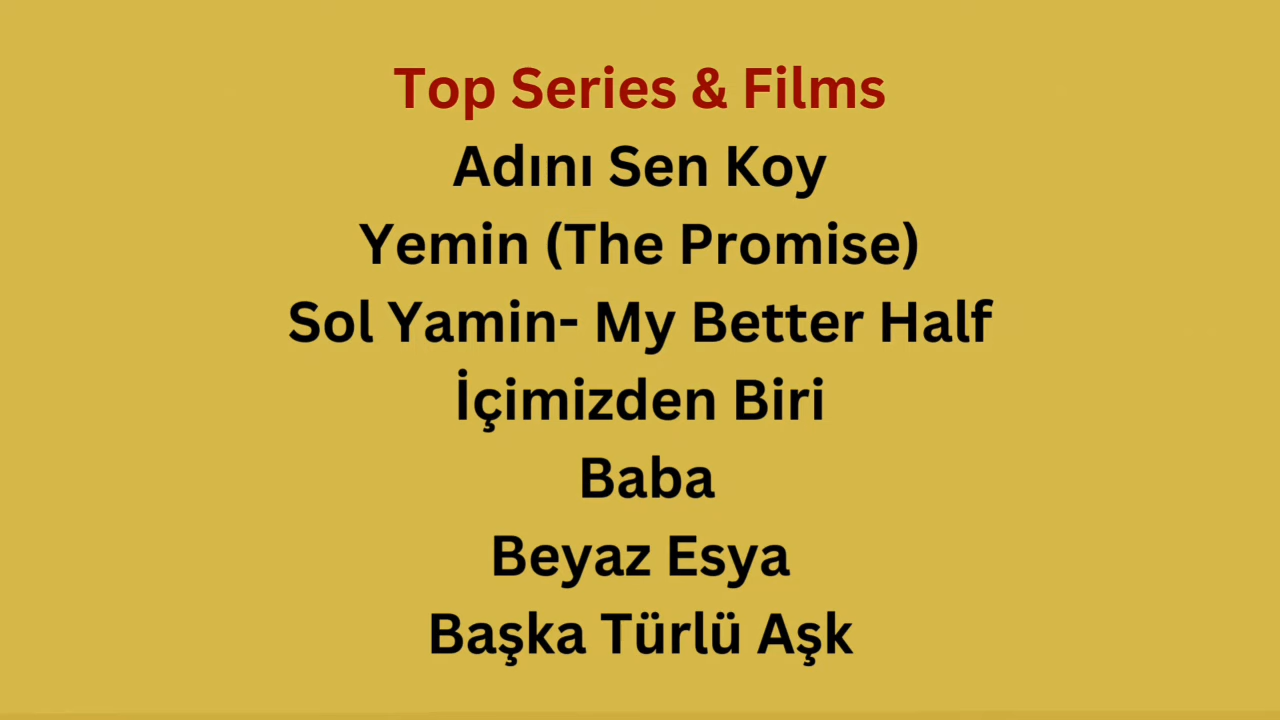 Top Series & Films
Adını Sen Koy
Yemin (The Promise)
Sol Yamin- My Better Half
İçimizden Biri
Baba
Beyaz Esya
Başka Türlü Aşk